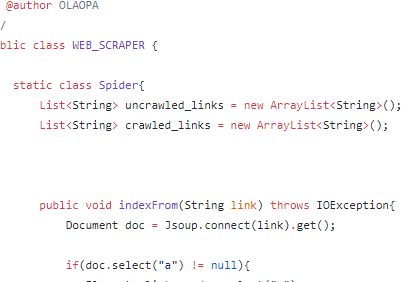 @author OLAOPA
/
blic class WEB_SCRAPER {
static class Spider{
List<String> uncrawled_links = new ArrayList<String>();
List<String> crawled_links = new ArrayList<String>();
public void indexFrom(String link) throws IOException{
Document doc = Jsoup.connect(link).get();
if(doc.select("a") != null){